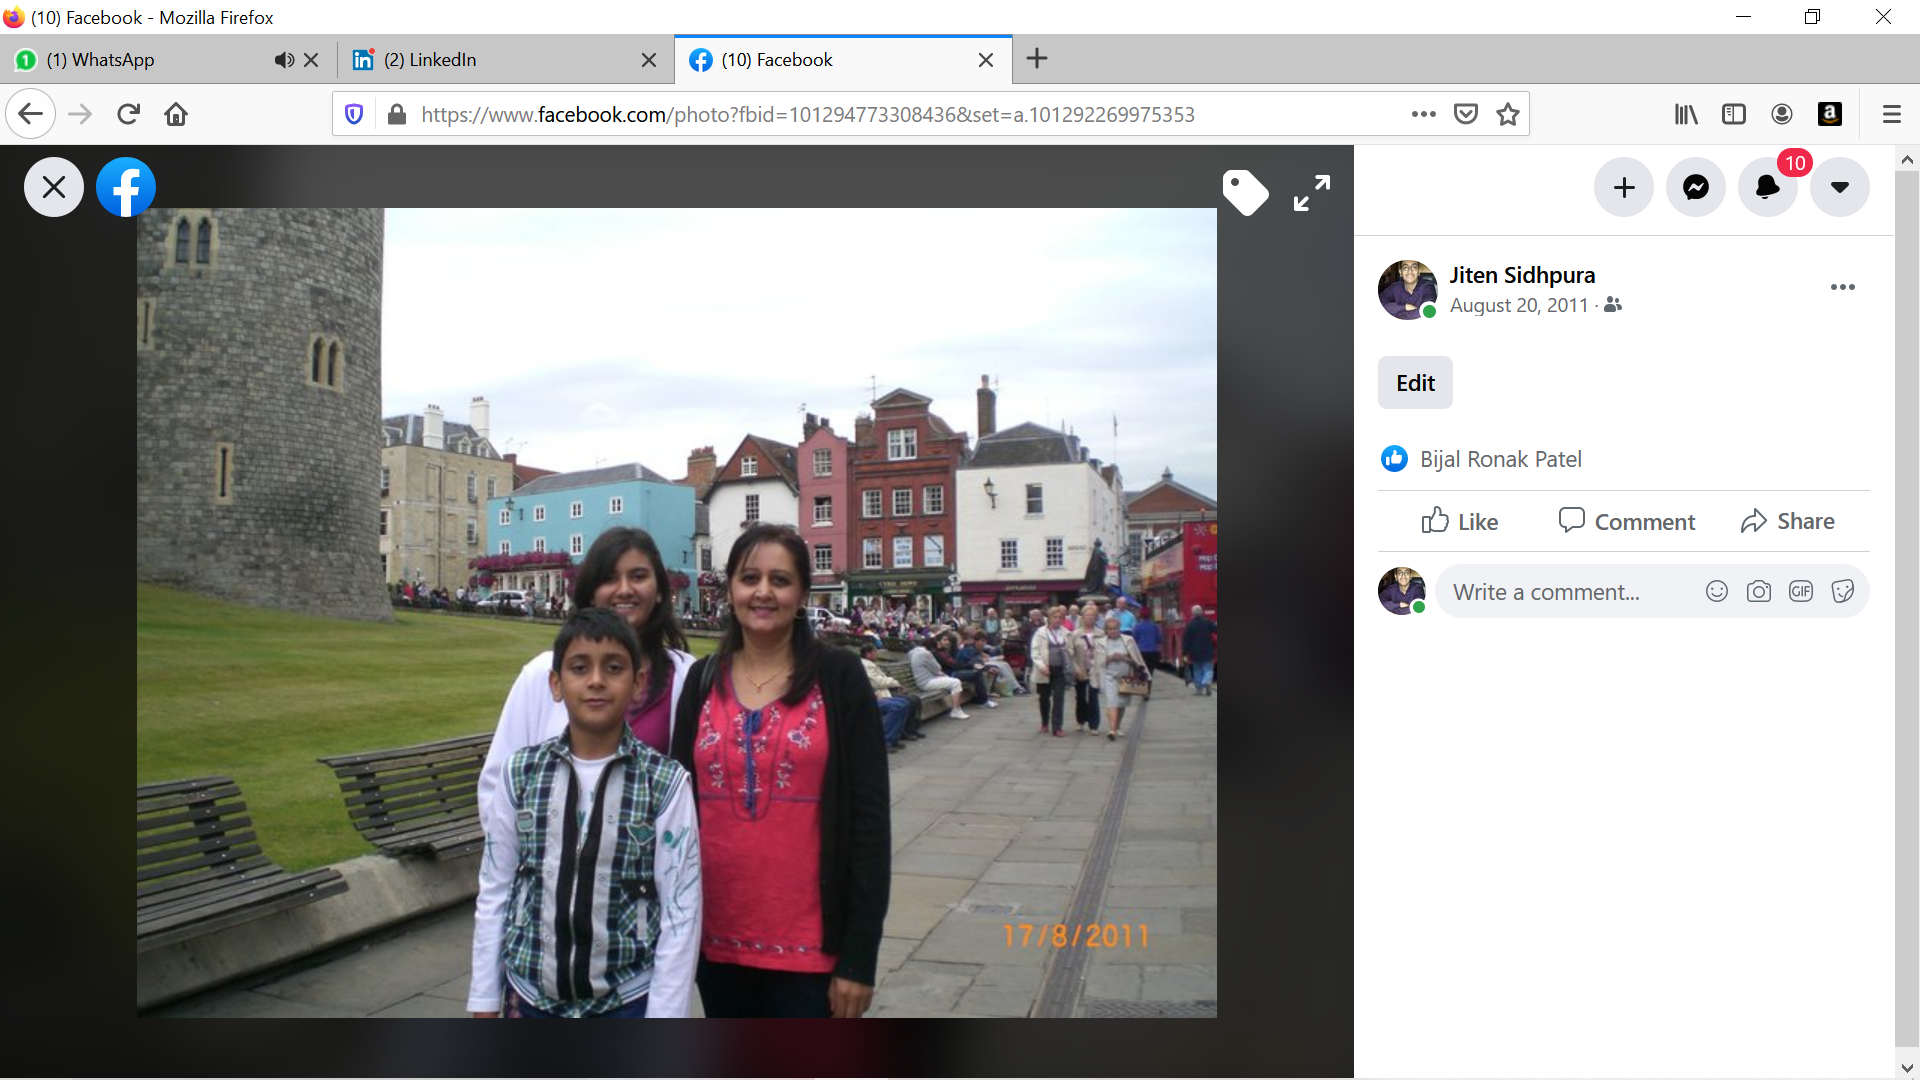 (10) Facebook - Mozilla Firefox
(1) WhatsApp
(2) LinkedIn
(10) Facebook
https://www.facebook.com/photo?fbid=101294773308436&set=a.101292269975353
10
Jiten Sidhpura
August 20, 2011 ·
Edit
Bijal Ronak Patel
Like
Comment
Share
Write a comment...
GIF
17/8/2011